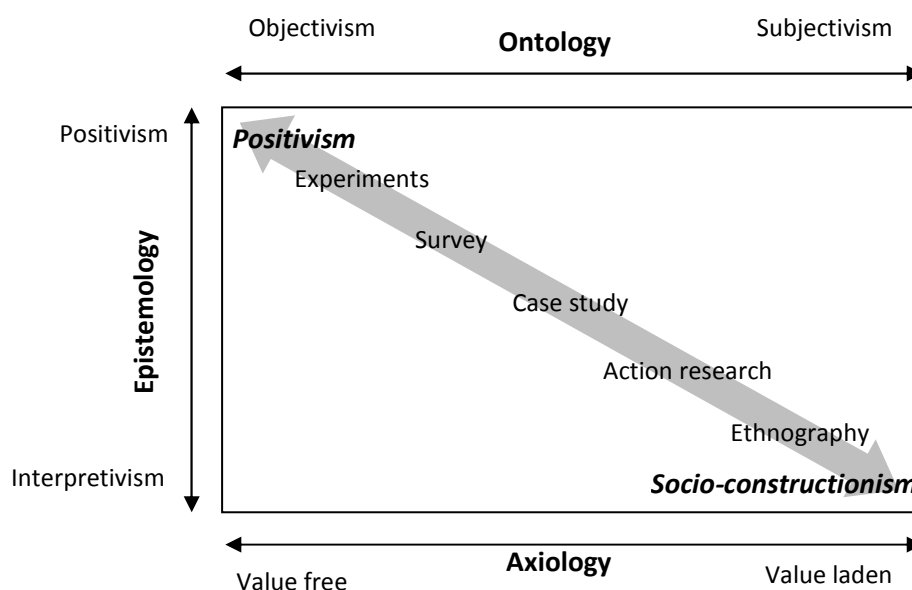 Objectivism
Ontology
Subjectivism
Positivism
Positivism
Experiments
Survey
Epistemology
Case study
Action research
Ethnography
Interpretivism
Socio-constructionism
Axiology
Value free
Value laden